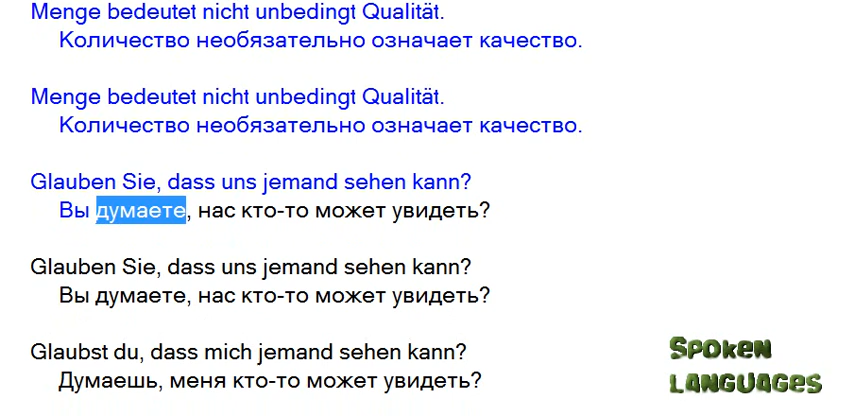 Menge bedeutet nicht unbedingt Qualität.
Количество необязательно означает качество.
Menge bedeutet nicht unbedingt Qualität.
Количество необязательно означает качество.
Glauben Sie, dass uns jemand sehen kann?
Вы думаете, нас кто-то может увидеть?
Glauben Sie, dass uns jemand sehen kann?
Вы думаете, нас кто-то может увидеть?
Glaubst du, dass mich jemand sehen kann?
Думаешь, меня кто-то может увидеть?
Spoken
Languages